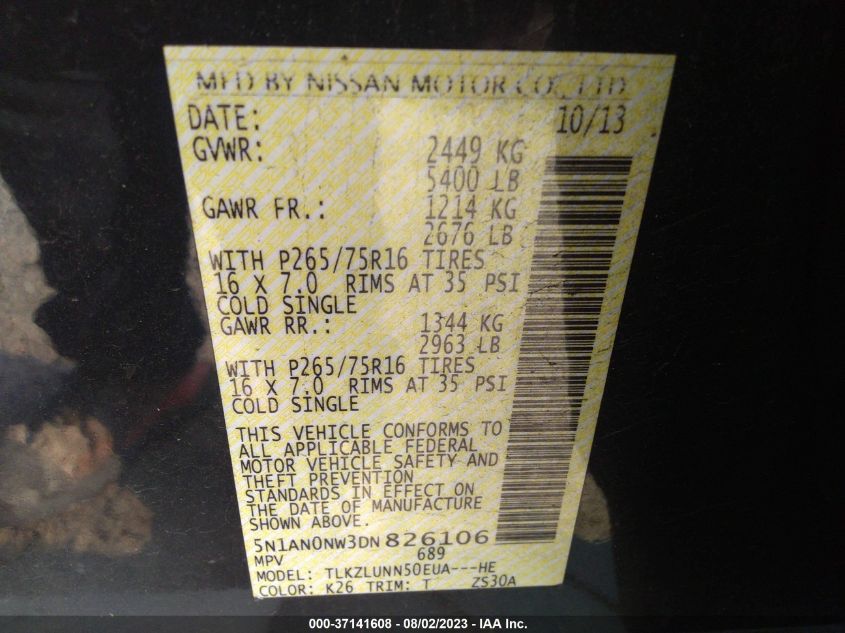 MFD BY NISSAN MOTOR CO., LTD
DATE: 10/13
GVWR: 2449 KG
5400 LB
GAWR FR.: 1214 KG
2676 LB
WITH P265/75R16 TIRES
16 X 7.0 RIMS AT 35 PSI
COLD SINGLE
GAWR RR.: 1344 KG
2963 LB
WITH P265/75R16 TIRES
16 X 7.0 RIMS AT 35 PSI
COLD SINGLE
THIS VEHICLE CONFORMS TO
ALL APPLICABLE FEDERAL
MOTOR VEHICLE SAFETY AND
THEFT PREVENTION
STANDARDS IN EFFECT ON
THE DATE OF MANUFACTURE
SHOWN ABOVE.
5N1AN0NW3DN826106
MPV 689
MODEL: TLKZLUNN50EUA---HE
COLOR: K26 TRIM: T ZS30A
000-37141608 - 08/02/2023 - IAA Inc.